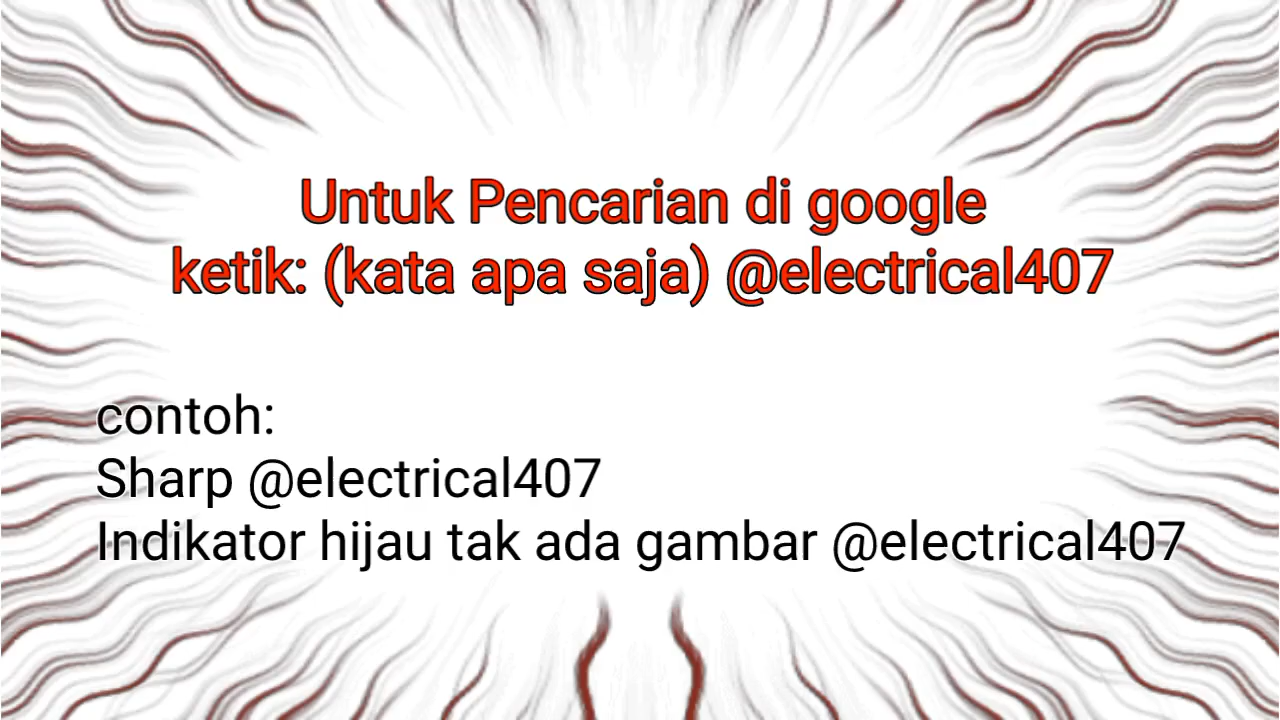 Untuk Pencarian di google
ketik: (kata apa saja) @electrical407
contoh:
Sharp @electrical407
Indikator hijau tak ada gambar @electrical407